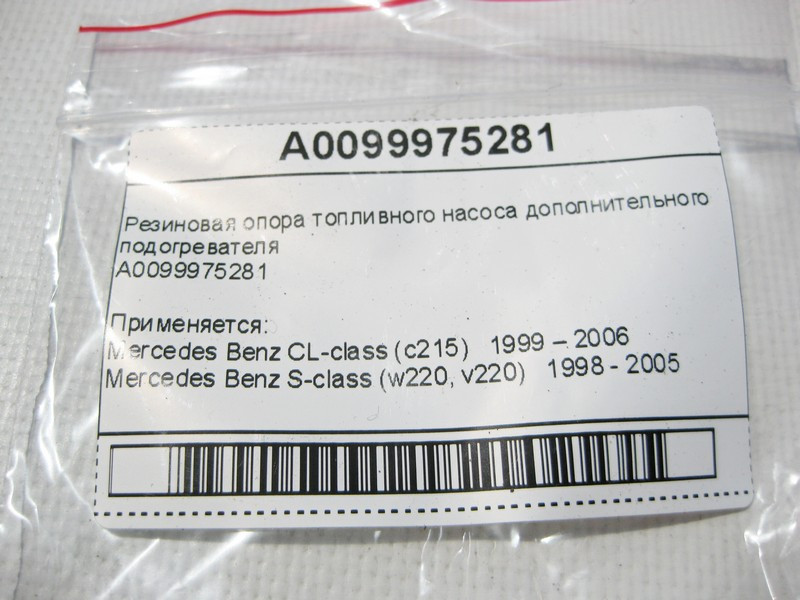 A0099975281
Резиновая опора топливного насоса дополнительного
подогревателя
A0099975281
Применяется:
Mercedes Benz CL-class (c215) 1999 – 2006
Mercedes Benz S-class (w220, v220) 1998 - 2005